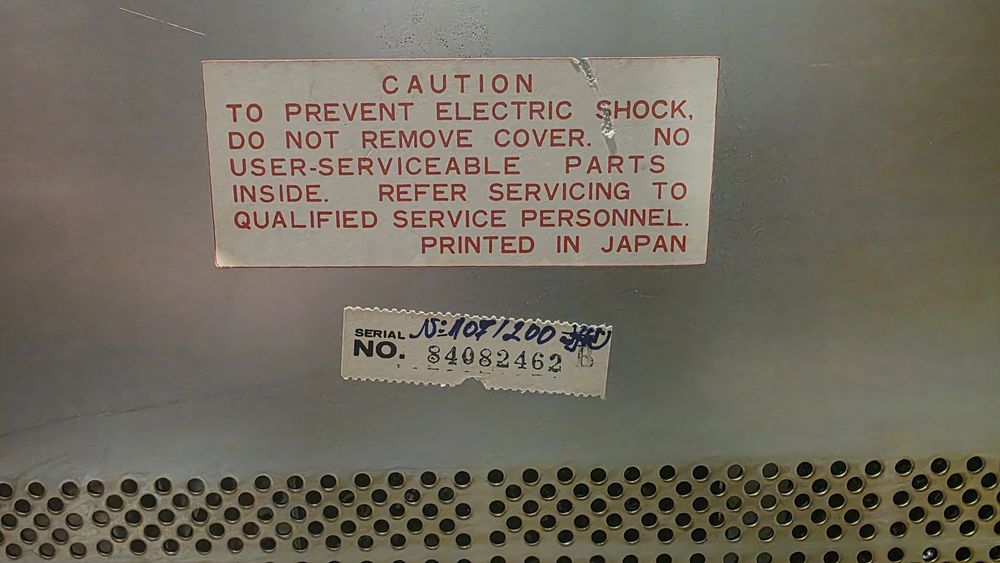 CAUTION
TO PREVENT ELECTRIC SHOCK,
DO NOT REMOVE COVER. NO
USER-SERVICEABLE PARTS
INSIDE. REFER SERVICING TO
QUALIFIED SERVICE PERSONNEL.
PRINTED IN JAPAN
SERIAL
NO. 84082462 B